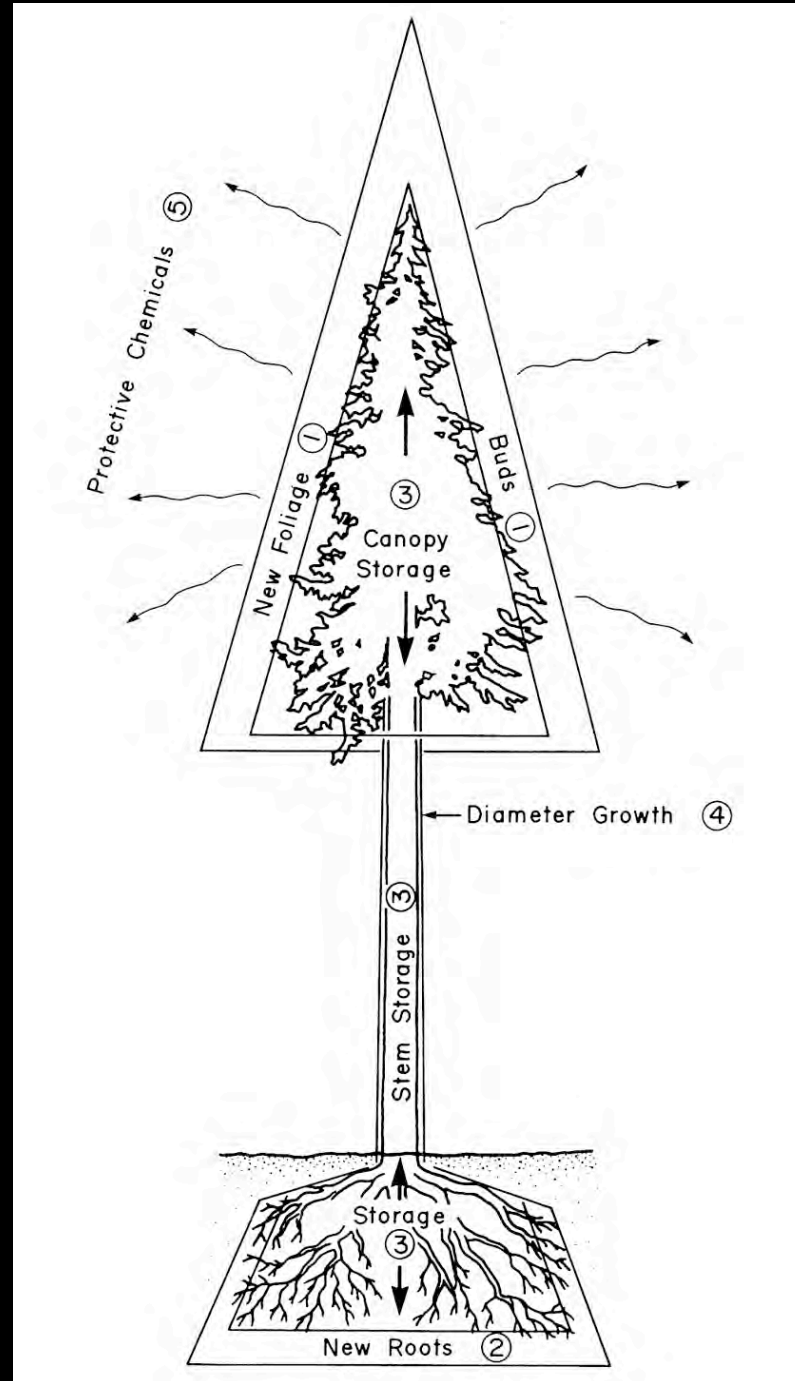 Protective Chemicals ⑤
New Foliage ①
Buds ①
③
Canopy
Storage
Diameter Growth ④
Stem Storage ③
Storage
③
New Roots ②